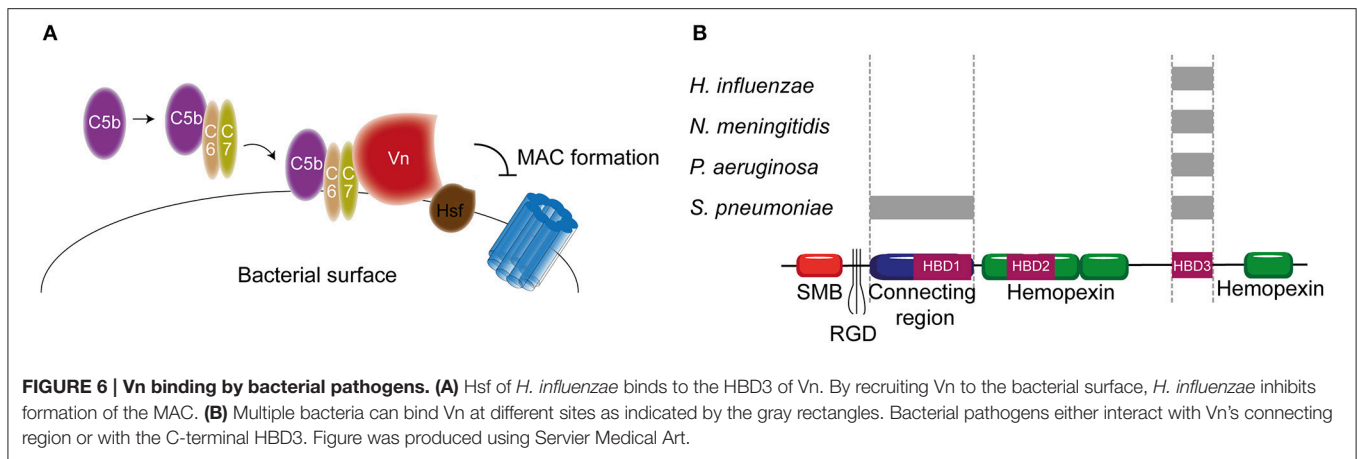 A
C5b
C5b
C
6
C
7
C5b
C
6
C
7
Vn
Hsf
MAC formation
Bacterial surface
B
H. influenzae
N. meningitidis
P. aeruginosa
S. pneumoniae
HBD1
HBD2
HBD3
SMB
RGD
Connecting
region
Hemopexin
Hemopexin
FIGURE 6 | Vn binding by bacterial pathogens. (A) Hsf of H. influenzae binds to the HBD3 of Vn. By recruiting Vn to the bacterial surface, H. influenzae inhibits
formation of the MAC. (B) Multiple bacteria can bind Vn at different sites as indicated by the gray rectangles. Bacterial pathogens either interact with Vn's connecting
region or with the C-terminal HBD3. Figure was produced using Servier Medical Art.